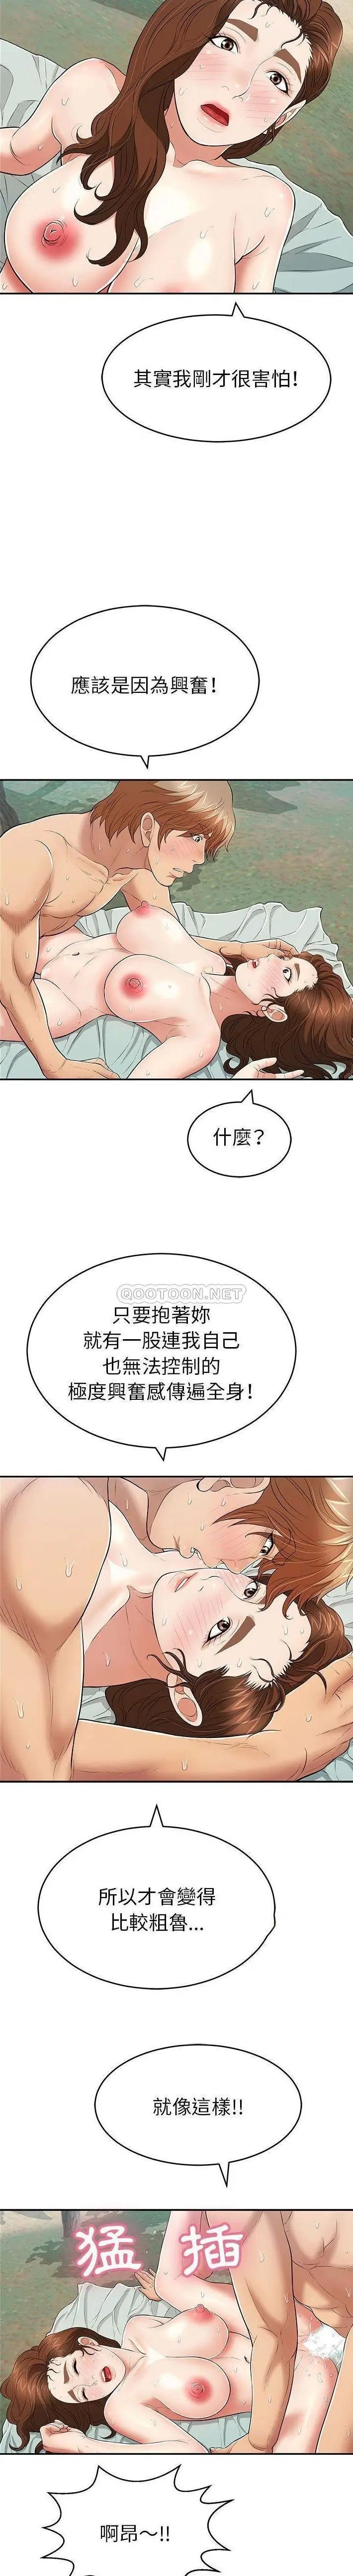 其實我剛才很害怕!
應該是因為興奮!
什麼?
QOOTOON.NET
只要抱著妳
就有一股連我自己
也無法控制的
極度興奮感傳遍全身!
所以才會變得
比較粗魯...
就像這樣!!
猛插
啊昂～!!